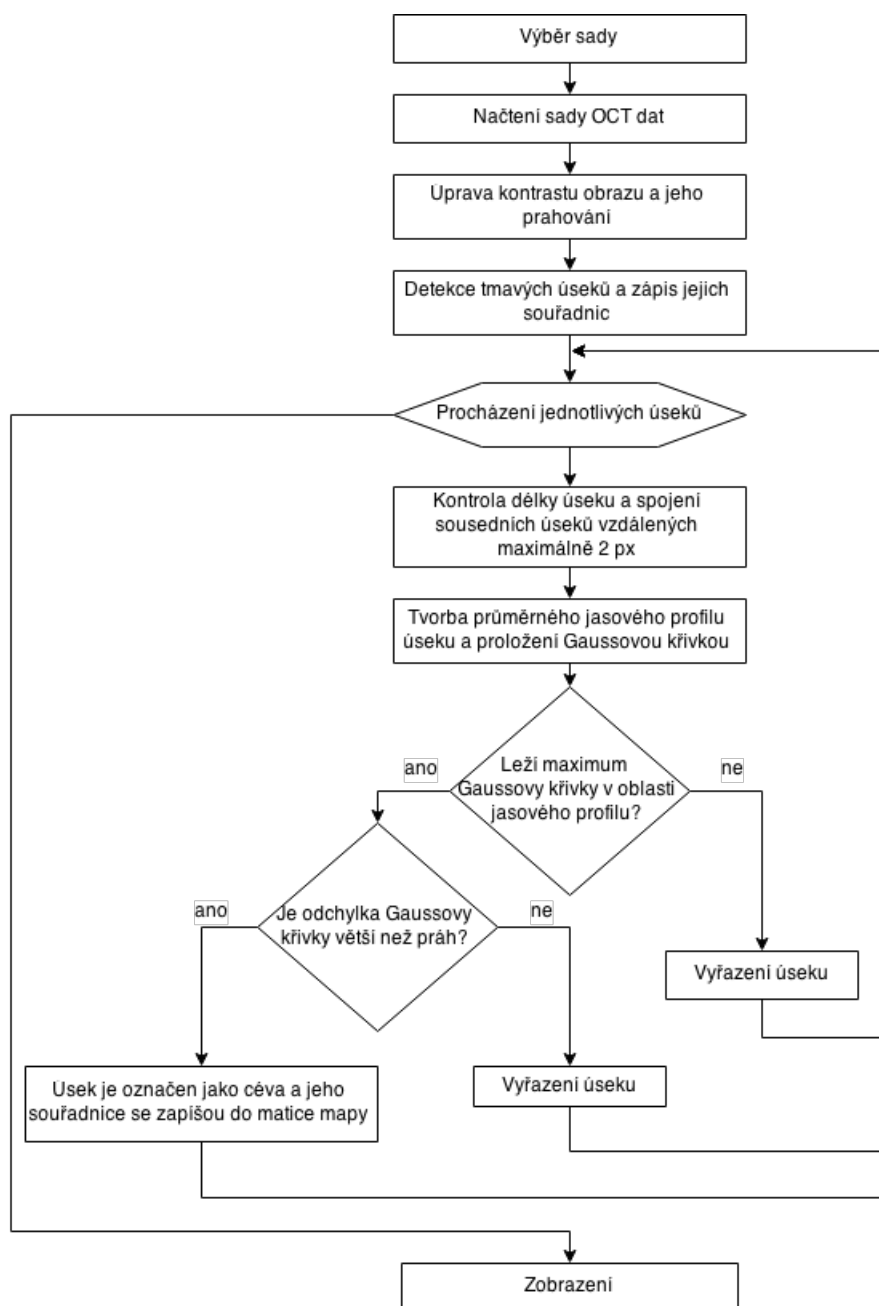 Výběr sady
Načtení sady OCT dat
Úprava kontrastu obrazu a jeho
prahování
Detekce tmavých úseků a zápis jejich
souřadnic
Procházení jednotlivých úseků
Kontrola délky úseku a spojení
sousedních úseků vzdálených
maximálně 2 px
Tvorba průměrného jasového profilu
úseku a proložení Gaussovou křivkou
Leží maximum
Gaussovy křivky v oblasti
jasového profilu?
ano
ne
Je odchylka Gaussovy
křivky větší než práh?
ano
ne
Vyřazení úseku
Úsek je označen jako céva a jeho
souřadnice se zapíšou do matice mapy
Vyřazení úseku
Zobrazení